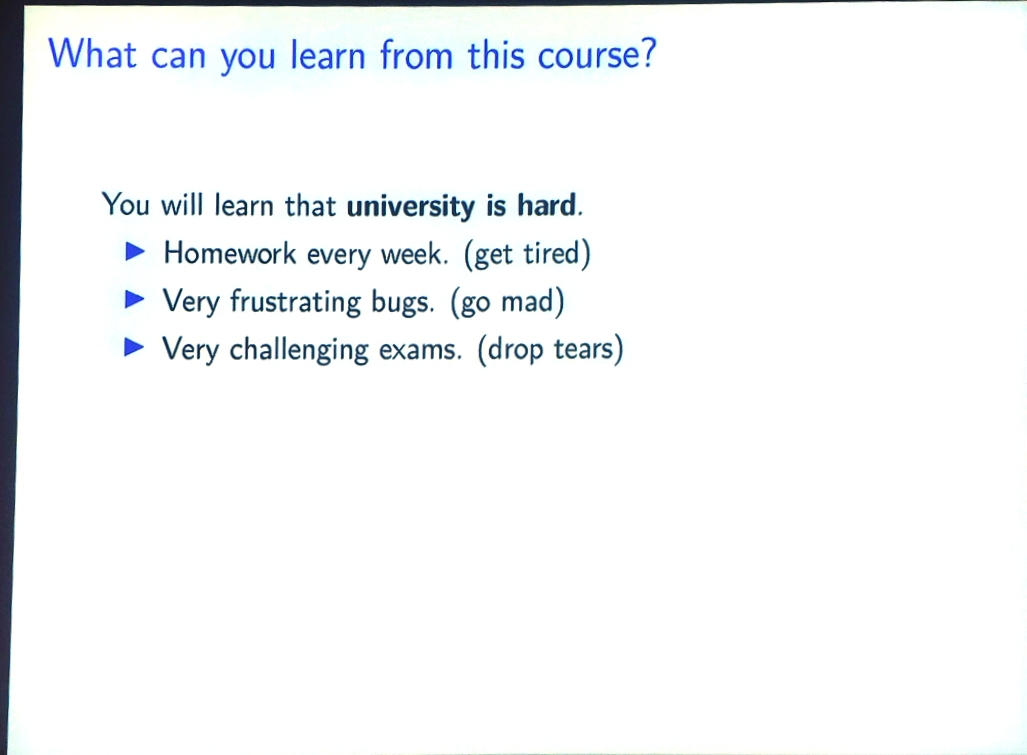 What can you learn from this course?
You will learn that university is hard.
▶ Homework every week. (get tired)
▶ Very frustrating bugs. (go mad)
▶ Very challenging exams. (drop tears)